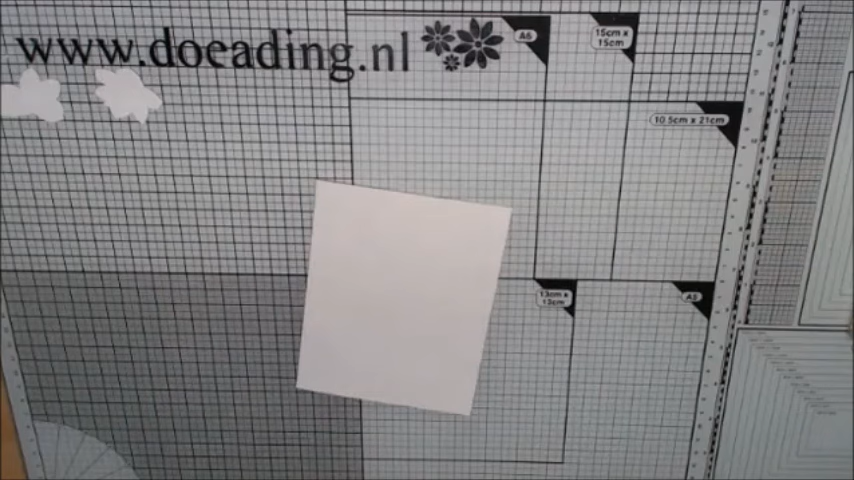 www.doeading.nl
A6
15cm x
15cm
10.5cm x 21cm
13cm x
13cm
A5